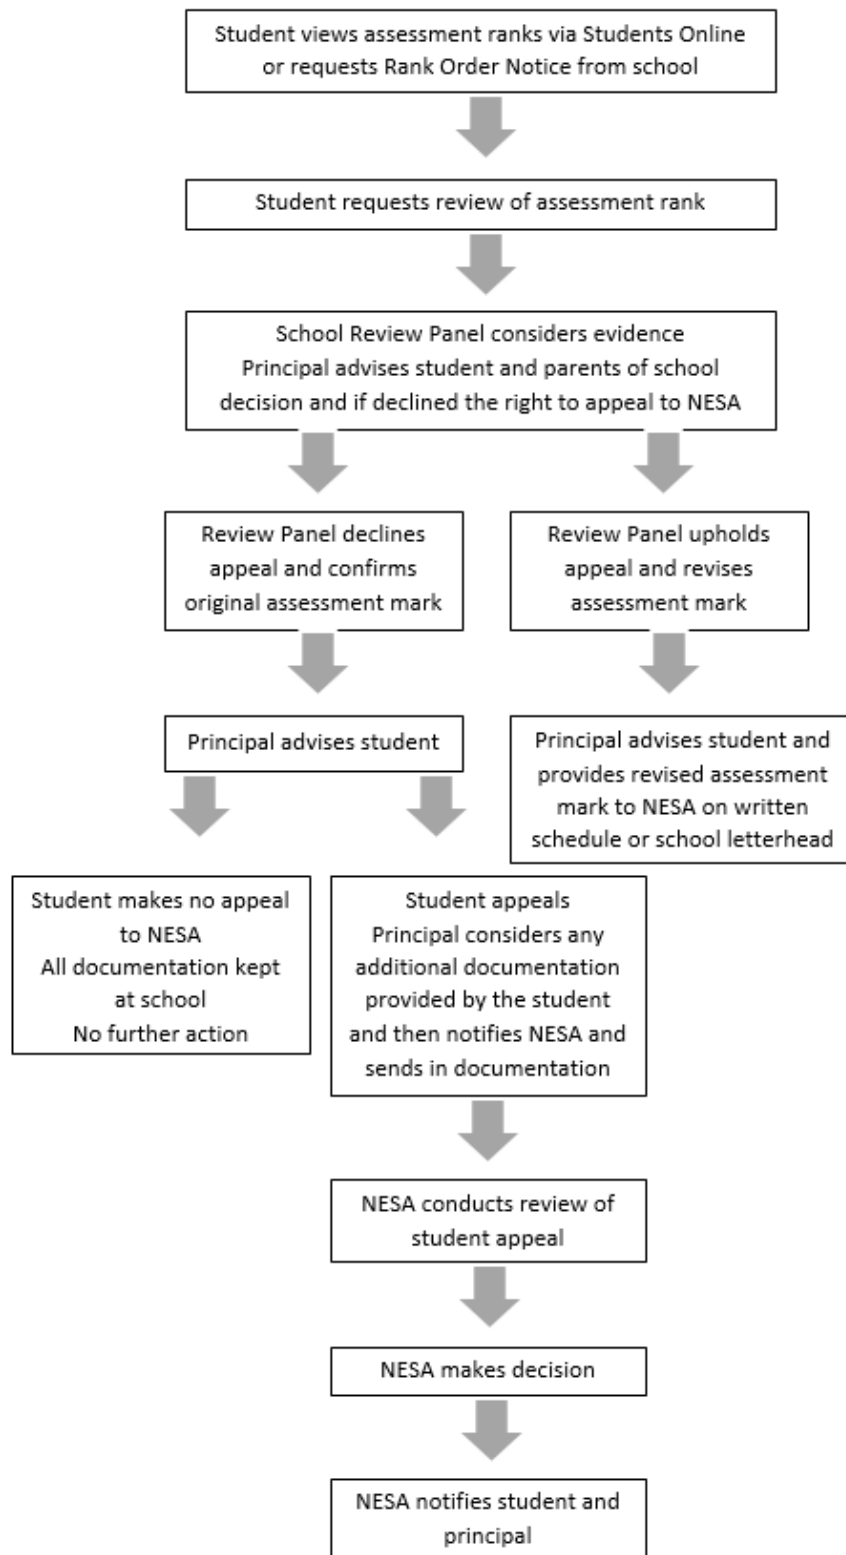 Student views assessment ranks via Students Online
or requests Rank Order Notice from school
Student requests review of assessment rank
School Review Panel considers evidence
Principal advises student and parents of school
decision and if declined the right to appeal to NESA
Review Panel declines
appeal and confirms
original assessment mark
Review Panel upholds
appeal and revises
assessment mark
Principal advises student
Principal advises student and
provides revised assessment
mark to NESA on written
schedule or school letterhead
Student makes no appeal
to NESA
All documentation kept
at school
No further action
Student appeals
Principal considers any
additional documentation
provided by the student
and then notifies NESA and
sends in documentation
NESA conducts review of
student appeal
NESA makes decision
NESA notifies student and
principal